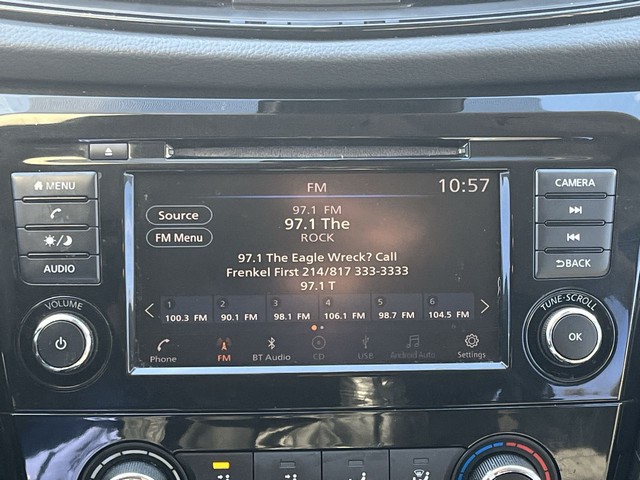 MENU
AUDIO
VOLUME
FM
10:57
Source
FM Menu
97.1 FM
97.1 The
ROCK
97.1 The Eagle Wreck? Call
Frenkel First 214/817 333-3333
97.1 T
1 2 3 4 5 6
100.3 FM 90.1 FM 98.1 FM 106.1 FM 98.7 FM 104.5 FM
Phone FM BT Audio CD USB Android Auto Settings
CAMERA
BACK
TUNE·SCROLL
OK